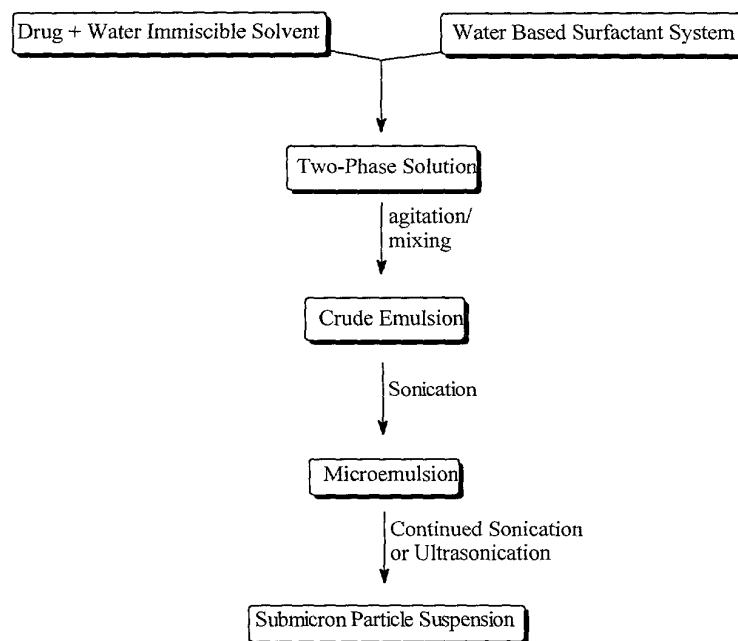 Drug + Water Immiscible Solvent
Water Based Surfactant System
Two-Phase Solution
agitation/
mixing
Crude Emulsion
Sonication
Microemulsion
Continued Sonication
or Ultrasonication
Submicron Particle Suspension